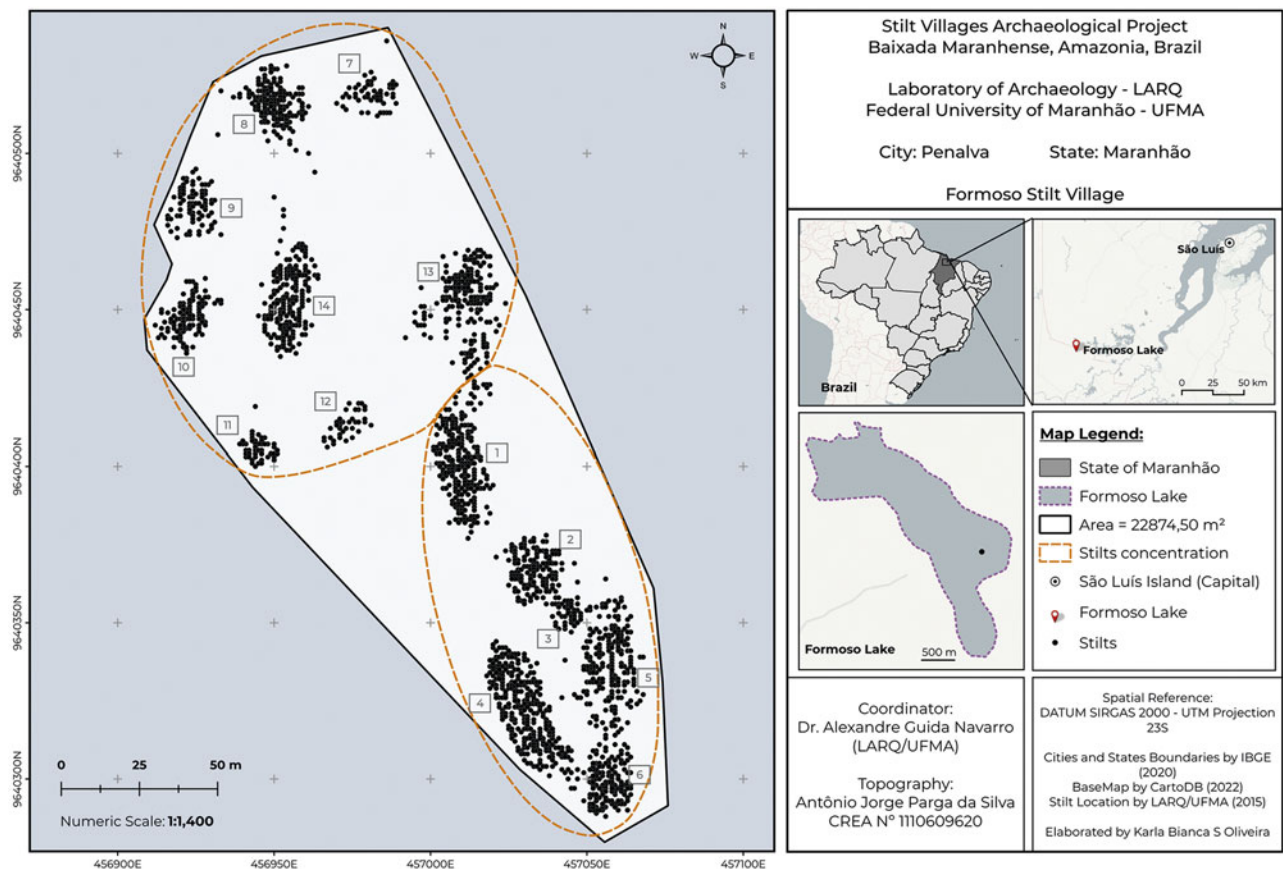 N
W
E
S
7
8
9
13
14
10
12
11
1
2
3
5
4
6
9640500N
9640450N
9640400N
9640350N
9640300N
0 25 50 m
Numeric Scale: 1:1,400
456900E 456950E 457000E 457050E 457100E
Stilt Villages Archaeological Project
Baixada Maranhense, Amazonia, Brazil
Laboratory of Archaeology - LARQ
Federal University of Maranhão - UFMA
City: Penalva State: Maranhão
Formoso Stilt Village
Brazil
São Luís
Formoso Lake
0 25 50 km
Formoso Lake
500 m
Map Legend:
State of Maranhão
Formoso Lake
Area = 22874,50 m²
Stilts concentration
São Luís Island (Capital)
Formoso Lake
Stilts
Coordinator:
Dr. Alexandre Guida Navarro
(LARQ/UFMA)
Topography:
Antônio Jorge Parga da Silva
CREA Nº 1110609620
Spatial Reference:
DATUM SIRGAS 2000 - UTM Projection
23S
Cities and States Boundaries by IBGE
(2020)
BaseMap by CartoDB (2022)
Stilt Location by LARQ/UFMA (2015)
Elaborated by Karla Bianca S Oliveira